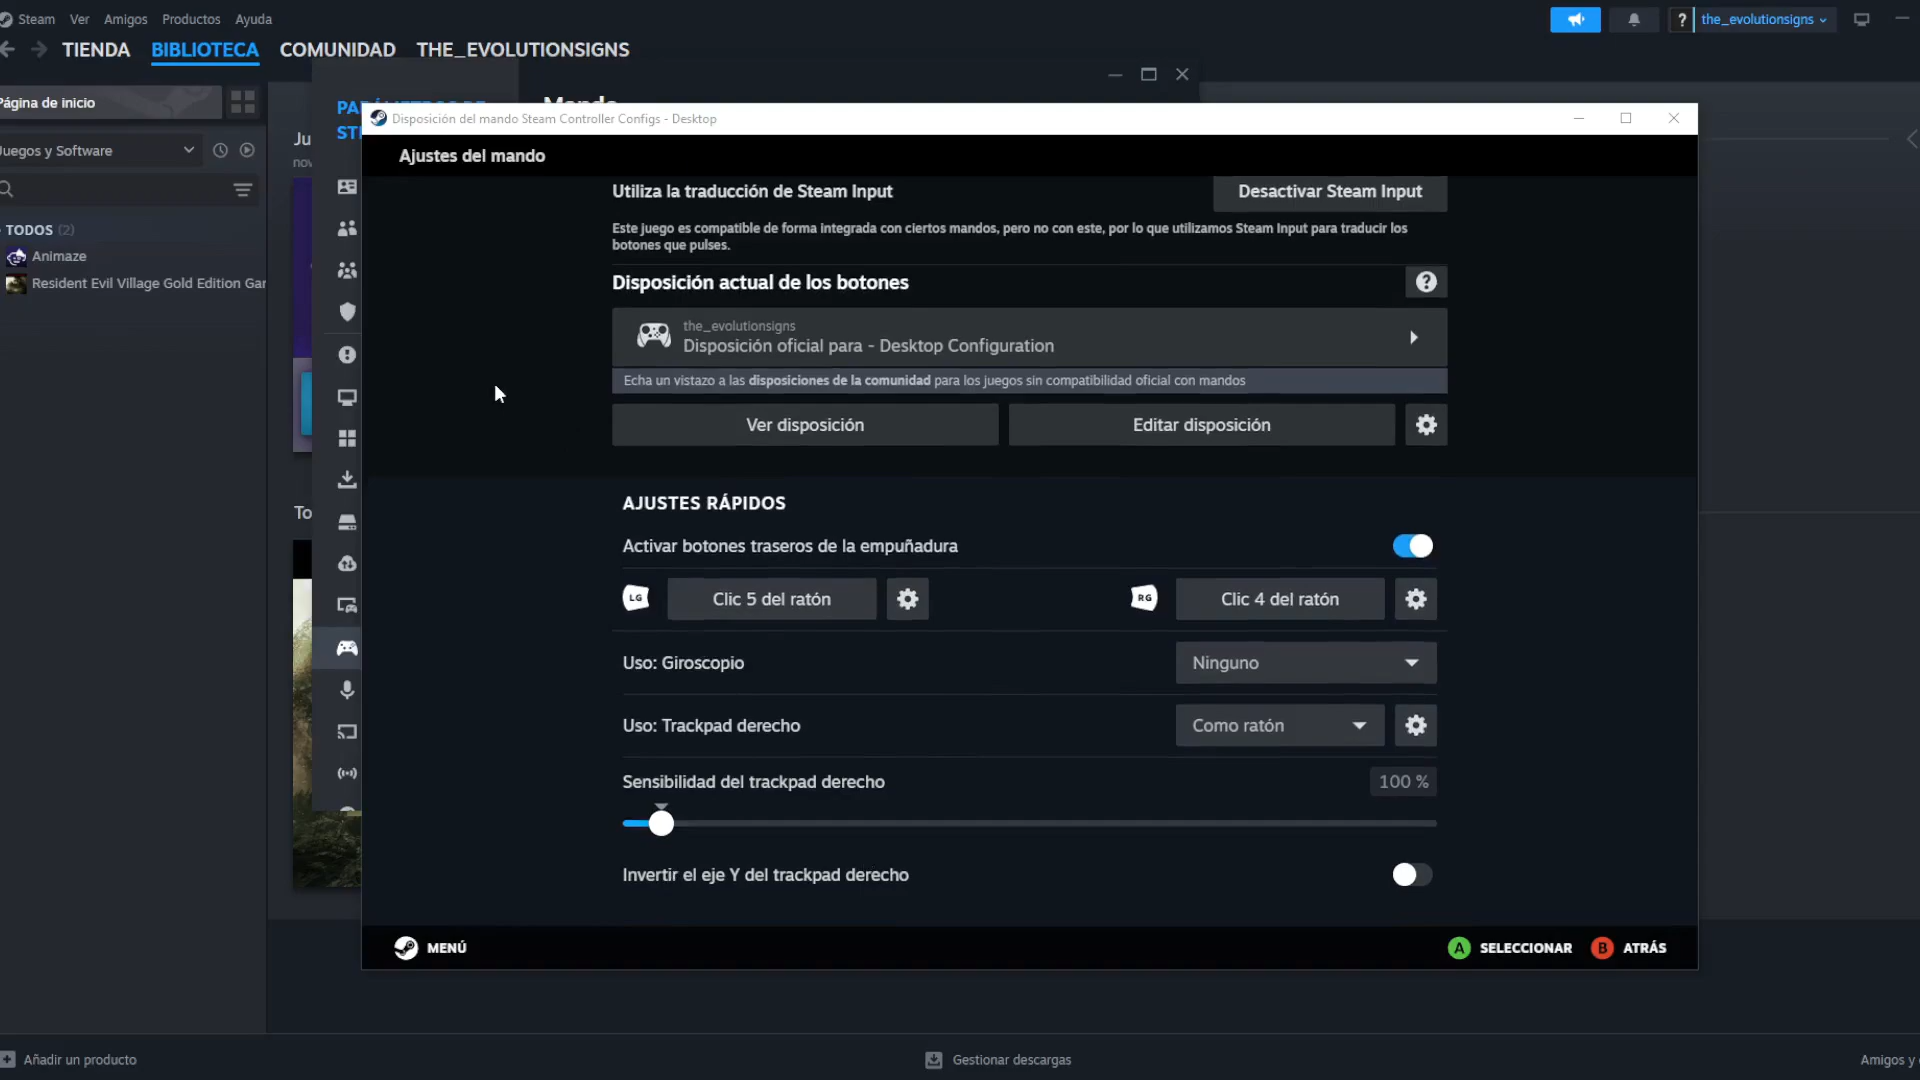 Steam Ver Amigos Productos Ayuda
? the_evolutionsigns
TIENDA BIBLIOTECA COMUNIDAD THE_EVOLUTIONSIGNS
Página de inicio
Juegos y Software
TODOS (2)
Animaze
Resident Evil Village Gold Edition Gar
Ju
nov
To
Mando
Disposición del mando Steam Controller Configs - Desktop
Ajustes del mando
Utiliza la traducción de Steam Input
Desactivar Steam Input
Este juego es compatible de forma integrada con ciertos mandos, pero no con este, por lo que utilizamos Steam Input para traducir los
botones que pulses.
Disposición actual de los botones
?
the_evolutionsigns
Disposición oficial para - Desktop Configuration
Echa un vistazo a las disposiciones de la comunidad para los juegos sin compatibilidad oficial con mandos
Ver disposición
Editar disposición
AJUSTES RÁPIDOS
Activar botones traseros de la empuñadura
LG Clic 5 del ratón
RG Clic 4 del ratón
Uso: Giroscopio
Ninguno
Uso: Trackpad derecho
Como ratón
Sensibilidad del trackpad derecho
100 %
Invertir el eje Y del trackpad derecho
MENÚ
A SELECCIONAR B ATRÁS
Añadir un producto
Gestionar descargas
Amigos y